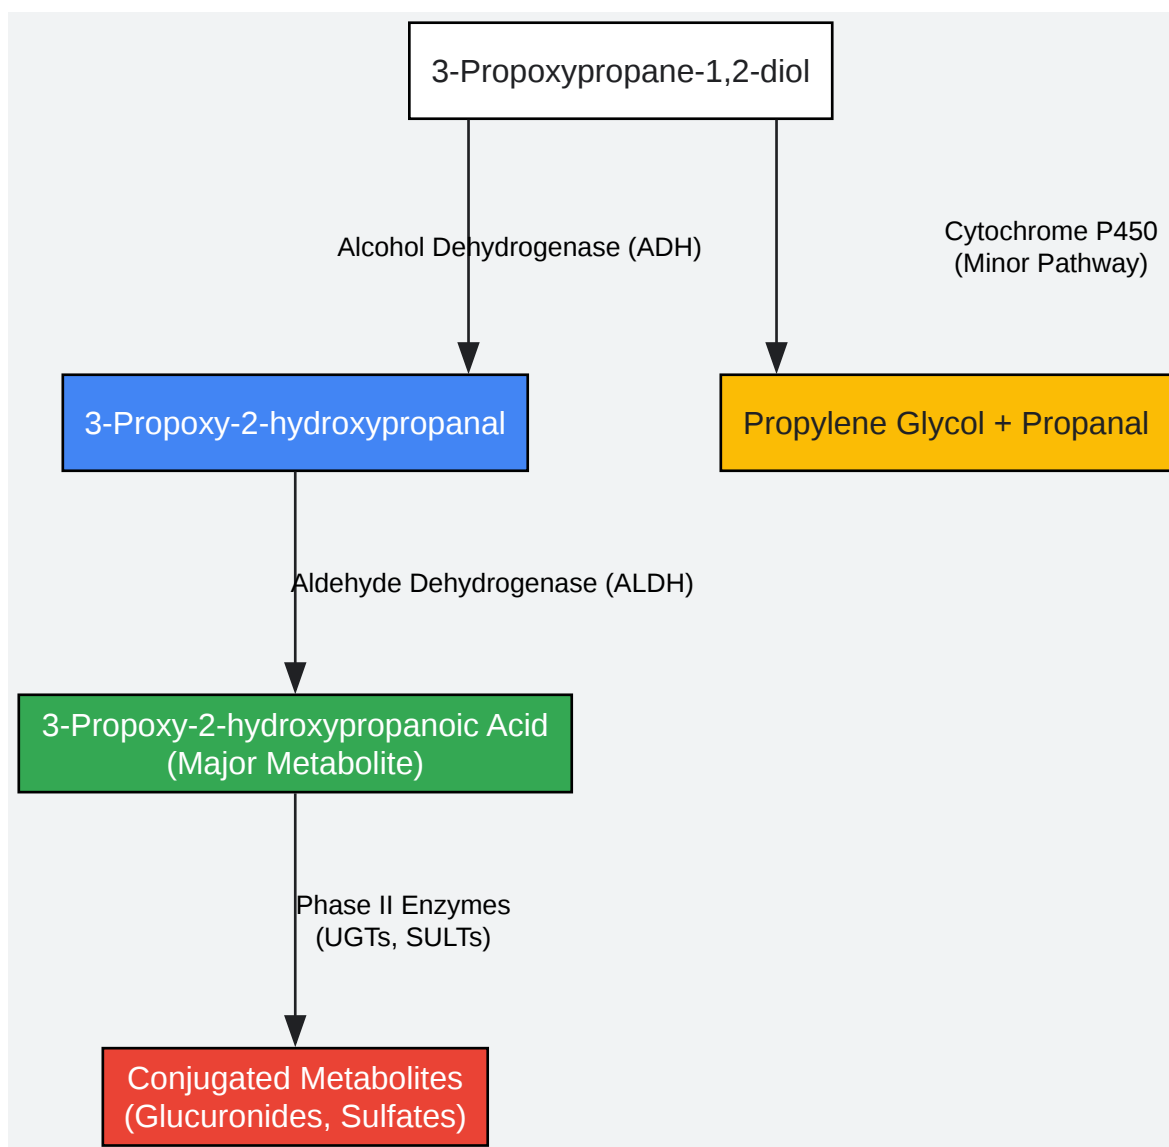 3-Propoxypropane-1,2-diol
Alcohol Dehydrogenase (ADH)
Cytochrome P450
(Minor Pathway)
3-Propoxy-2-hydroxypropanal
Propylene Glycol + Propanal
Aldehyde Dehydrogenase (ALDH)
3-Propoxy-2-hydroxypropanoic Acid
(Major Metabolite)
Phase II Enzymes
(UGTs, SULTs)
Conjugated Metabolites
(Glucuronides, Sulfates)